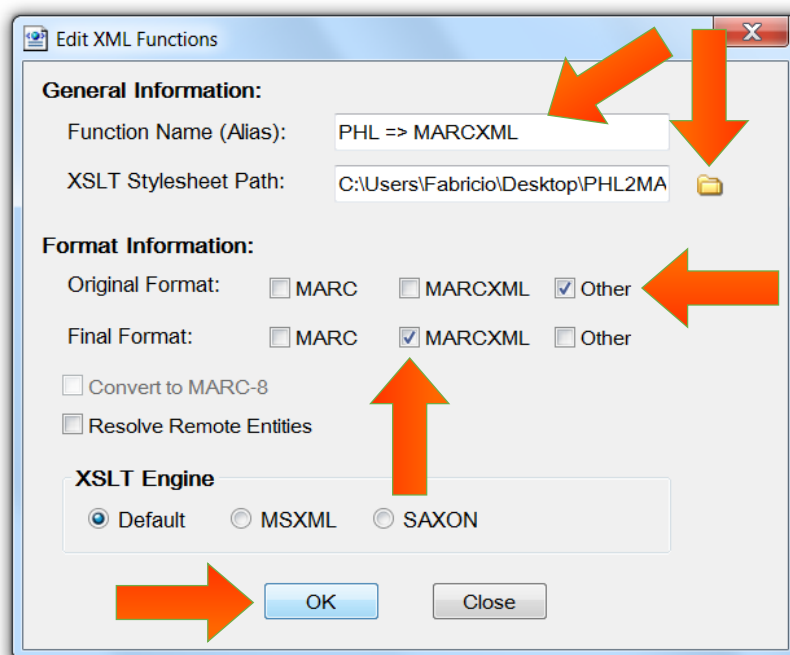 Edit XML Functions
General Information:
Function Name (Alias): PHL => MARCXML
XSLT Stylesheet Path: C:\Users\Fabricio\Desktop\PHL2MA
Format Information:
Original Format: MARC MARCXML Other
Final Format: MARC MARCXML Other
Convert to MARC-8
Resolve Remote Entities
XSLT Engine
Default MSXML SAXON
OK Close